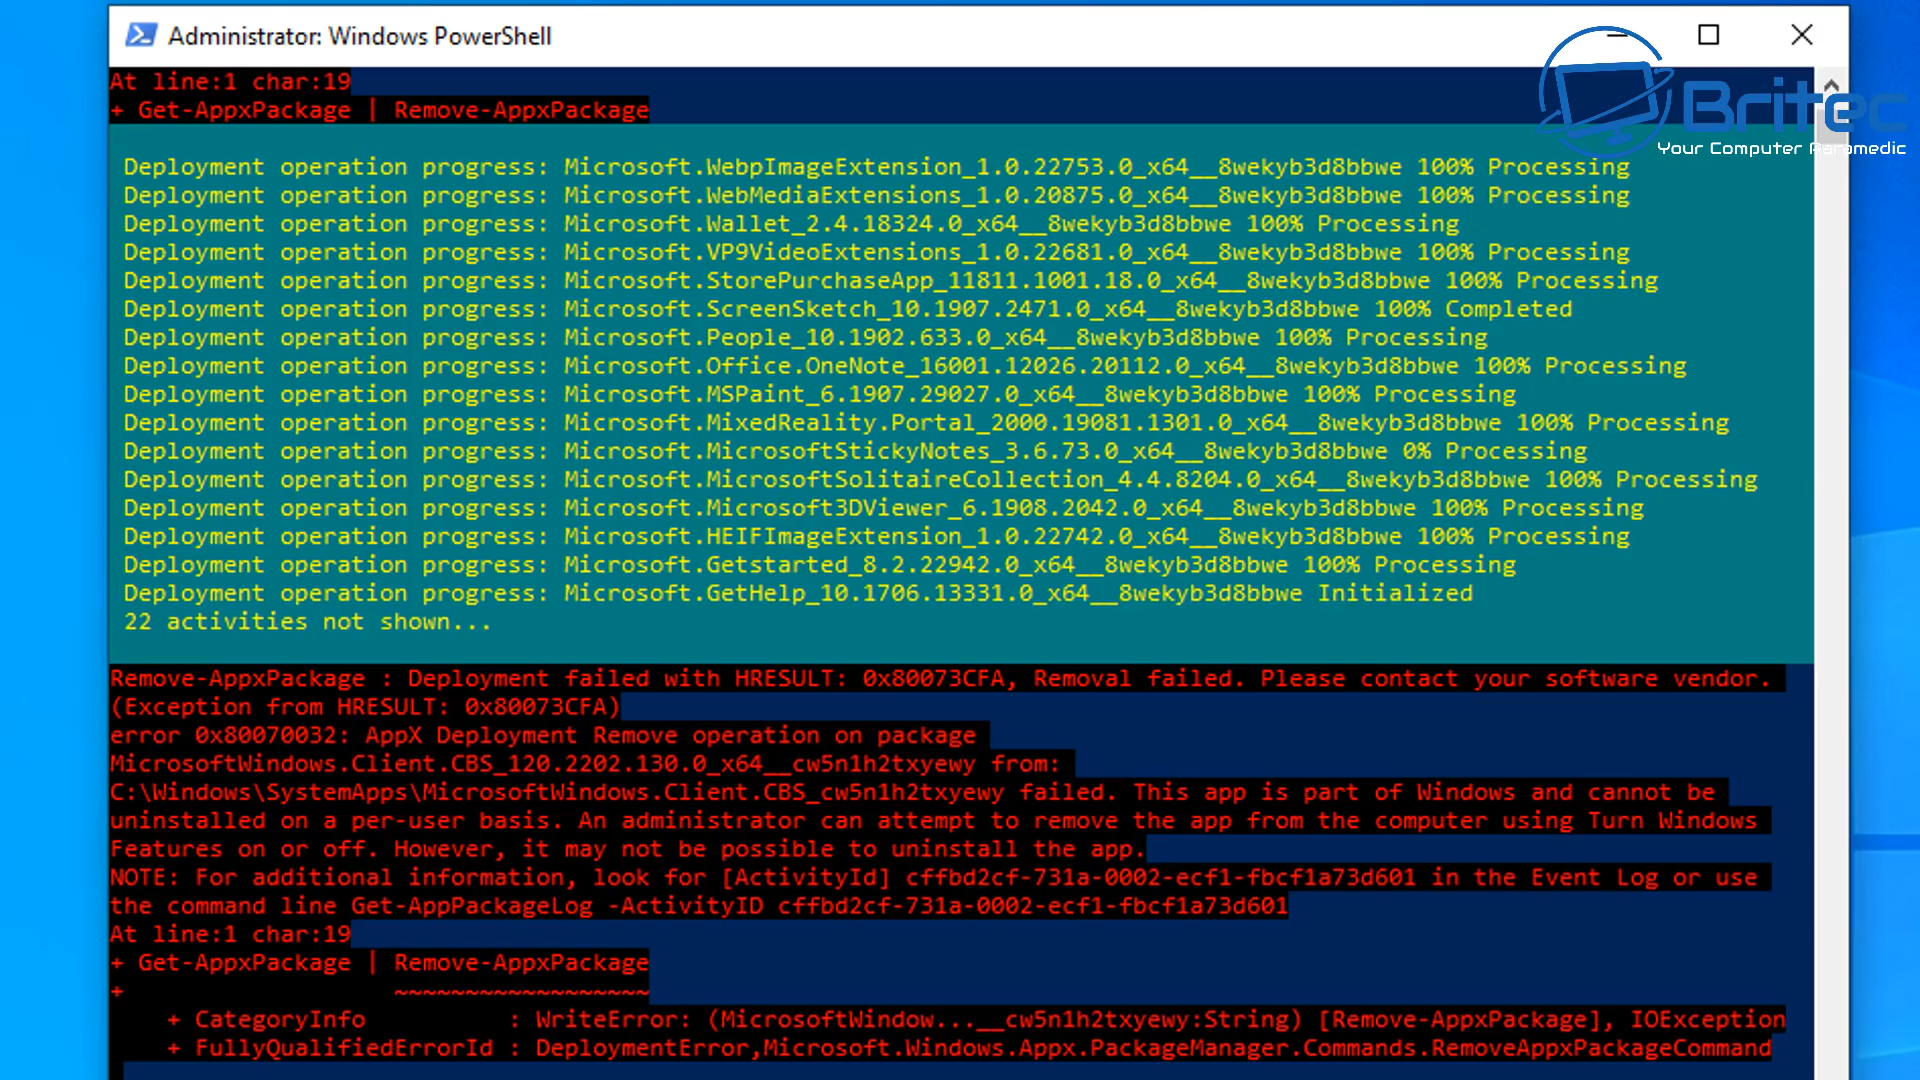 Administrator: Windows PowerShell
Britec
Your Computer Paramedic
At line:1 char:19
+ Get-AppxPackage | Remove-AppxPackage
Deployment operation progress: Microsoft.WebpImageExtension_1.0.22753.0_x64__8wekyb3d8bbwe 100% Processing
Deployment operation progress: Microsoft.WebMediaExtensions_1.0.20875.0_x64__8wekyb3d8bbwe 100% Processing
Deployment operation progress: Microsoft.Wallet_2.4.18324.0_x64__8wekyb3d8bbwe 100% Processing
Deployment operation progress: Microsoft.VP9VideoExtensions_1.0.22681.0_x64__8wekyb3d8bbwe 100% Processing
Deployment operation progress: Microsoft.StorePurchaseApp_11811.1001.18.0_x64__8wekyb3d8bbwe 100% Processing
Deployment operation progress: Microsoft.ScreenSketch_10.1907.2471.0_x64__8wekyb3d8bbwe 100% Completed
Deployment operation progress: Microsoft.People_10.1902.633.0_x64__8wekyb3d8bbwe 100% Processing
Deployment operation progress: Microsoft.Office.OneNote_16001.12026.20112.0_x64__8wekyb3d8bbwe 100% Processing
Deployment operation progress: Microsoft.MSPaint_6.1907.29027.0_x64__8wekyb3d8bbwe 100% Processing
Deployment operation progress: Microsoft.MixedReality.Portal_2000.19081.1301.0_x64__8wekyb3d8bbwe 100% Processing
Deployment operation progress: Microsoft.MicrosoftStickyNotes_3.6.73.0_x64__8wekyb3d8bbwe 0% Processing
Deployment operation progress: Microsoft.MicrosoftSolitaireCollection_4.4.8204.0_x64__8wekyb3d8bbwe 100% Processing
Deployment operation progress: Microsoft.Microsoft3DViewer_6.1908.2042.0_x64__8wekyb3d8bbwe 100% Processing
Deployment operation progress: Microsoft.HEIFImageExtension_1.0.22742.0_x64__8wekyb3d8bbwe 100% Processing
Deployment operation progress: Microsoft.Getstarted_8.2.22942.0_x64__8wekyb3d8bbwe 100% Processing
Deployment operation progress: Microsoft.GetHelp_10.1706.13331.0_x64__8wekyb3d8bbwe Initialized
22 activities not shown...
Remove-AppxPackage : Deployment failed with HRESULT: 0x80073CFA, Removal failed. Please contact your software vendor.
(Exception from HRESULT: 0x80073CFA)
error 0x80070032: AppX Deployment Remove operation on package
MicrosoftWindows.Client.CBS_120.2202.130.0_x64__cw5n1h2txyewy from:
C:\Windows\SystemApps\MicrosoftWindows.Client.CBS_cw5n1h2txyewy failed. This app is part of Windows and cannot be
uninstalled on a per-user basis. An administrator can attempt to remove the app from the computer using Turn Windows
Features on or off. However, it may not be possible to uninstall the app.
NOTE: For additional information, look for [ActivityId] cffbd2cf-731a-0002-ecf1-fbcf1a73d601 in the Event Log or use
the command line Get-AppPackageLog -ActivityID cffbd2cf-731a-0002-ecf1-fbcf1a73d601
At line:1 char:19
+ Get-AppxPackage | Remove-AppxPackage
+                   ~~~~~~~~~~~~~~~~~~
    + CategoryInfo          : WriteError: (MicrosoftWindow...__cw5n1h2txyewy:String) [Remove-AppxPackage], IOException
    + FullyQualifiedErrorId : DeploymentError,Microsoft.Windows.Appx.PackageManager.Commands.RemoveAppxPackageCommand